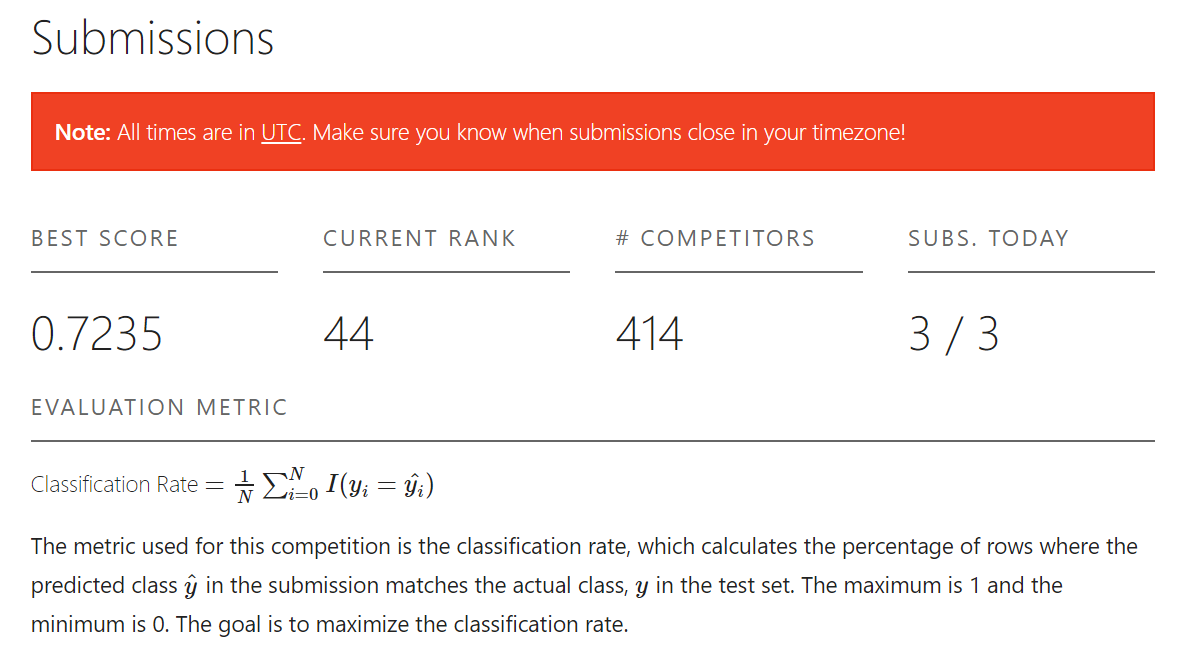 Submissions
Note: All times are in UTC. Make sure you know when submissions close in your timezone!
BEST SCORE
CURRENT RANK
# COMPETITORS
SUBS. TODAY
0.7235
44
414
3 / 3
EVALUATION METRIC
Classification Rate = \frac{1}{N} \sum_{i=0}^{N} I(y_i = \hat{y_i})
The metric used for this competition is the classification rate, which calculates the percentage of rows where the
predicted class ŷ in the submission matches the actual class, y in the test set. The maximum is 1 and the
minimum is 0. The goal is to maximize the classification rate.